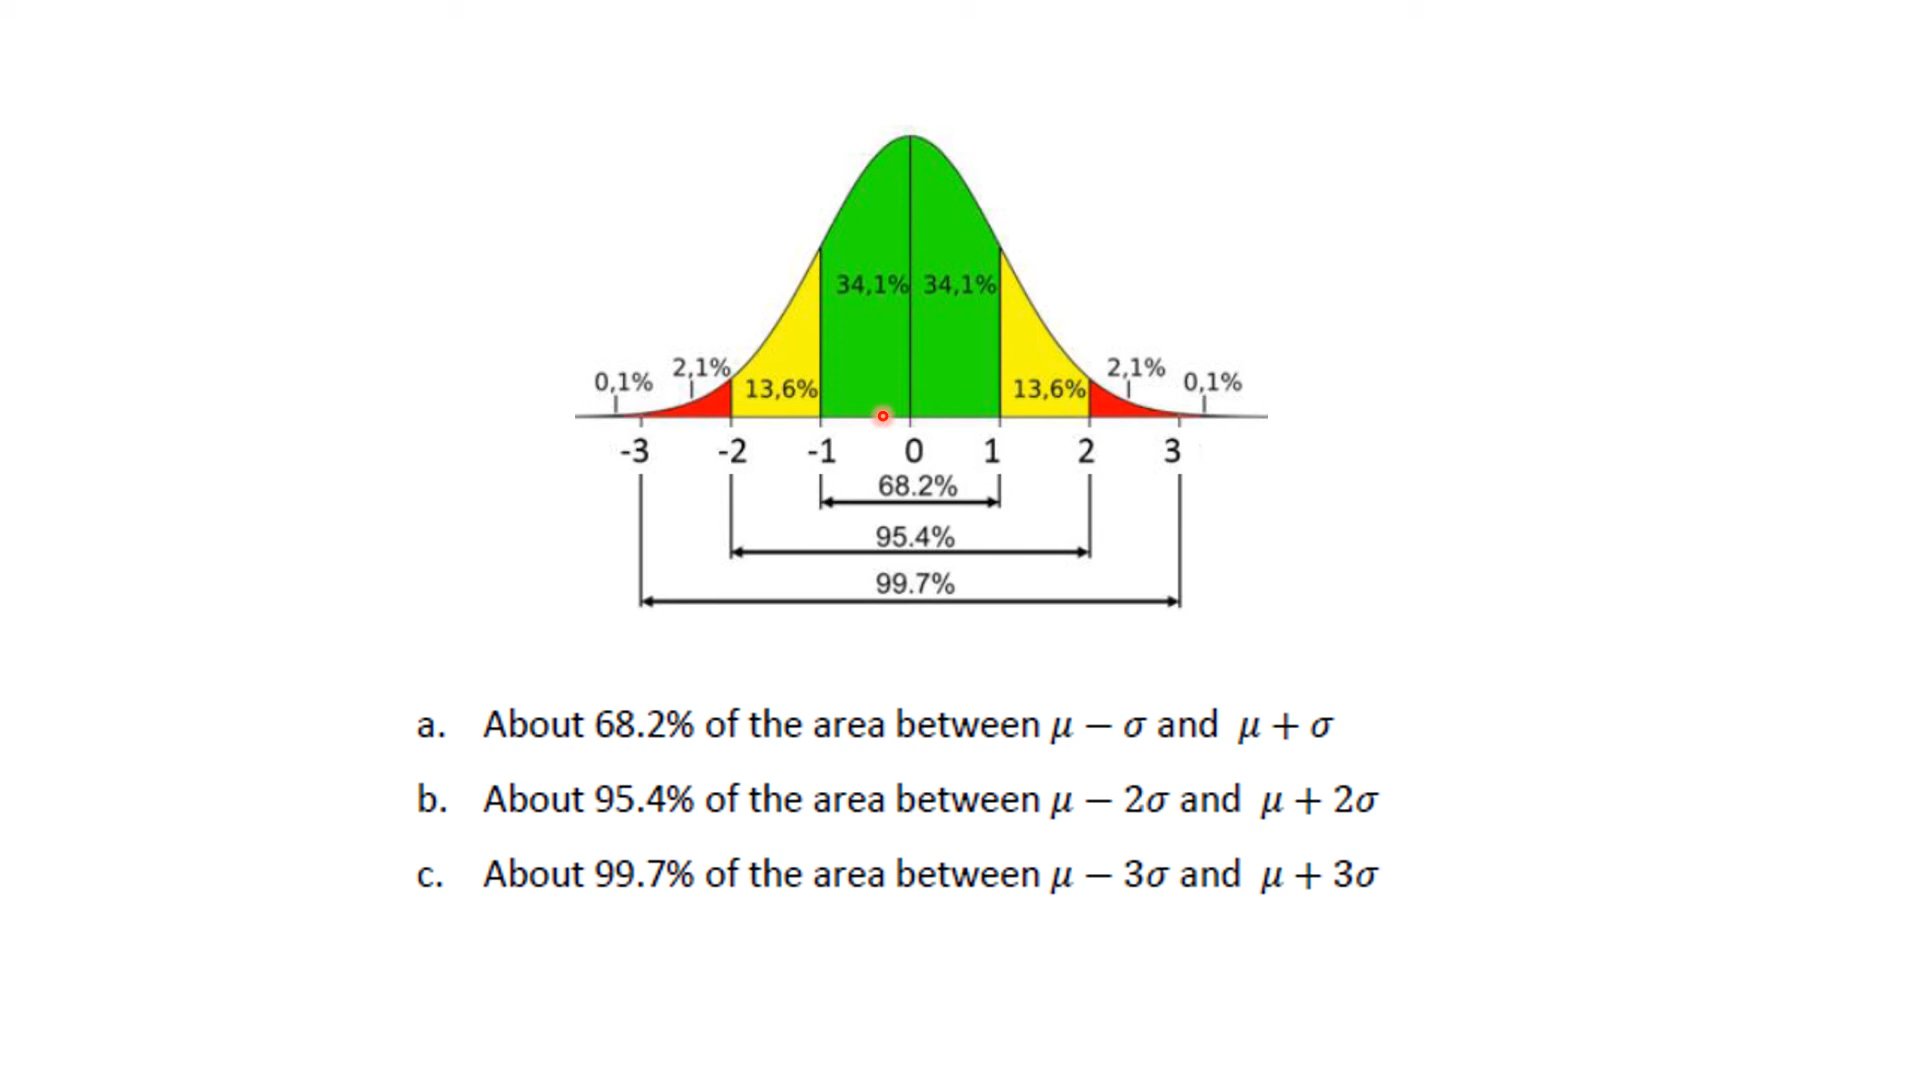 34,1% 34,1%
0,1% 2,1% 13,6% 13,6% 2,1% 0,1%
-3 -2 -1 0 1 2 3
68.2%
95.4%
99.7%
a. About 68.2% of the area between μ − σ and μ + σ
b. About 95.4% of the area between μ − 2σ and μ + 2σ
c. About 99.7% of the area between μ − 3σ and μ + 3σ